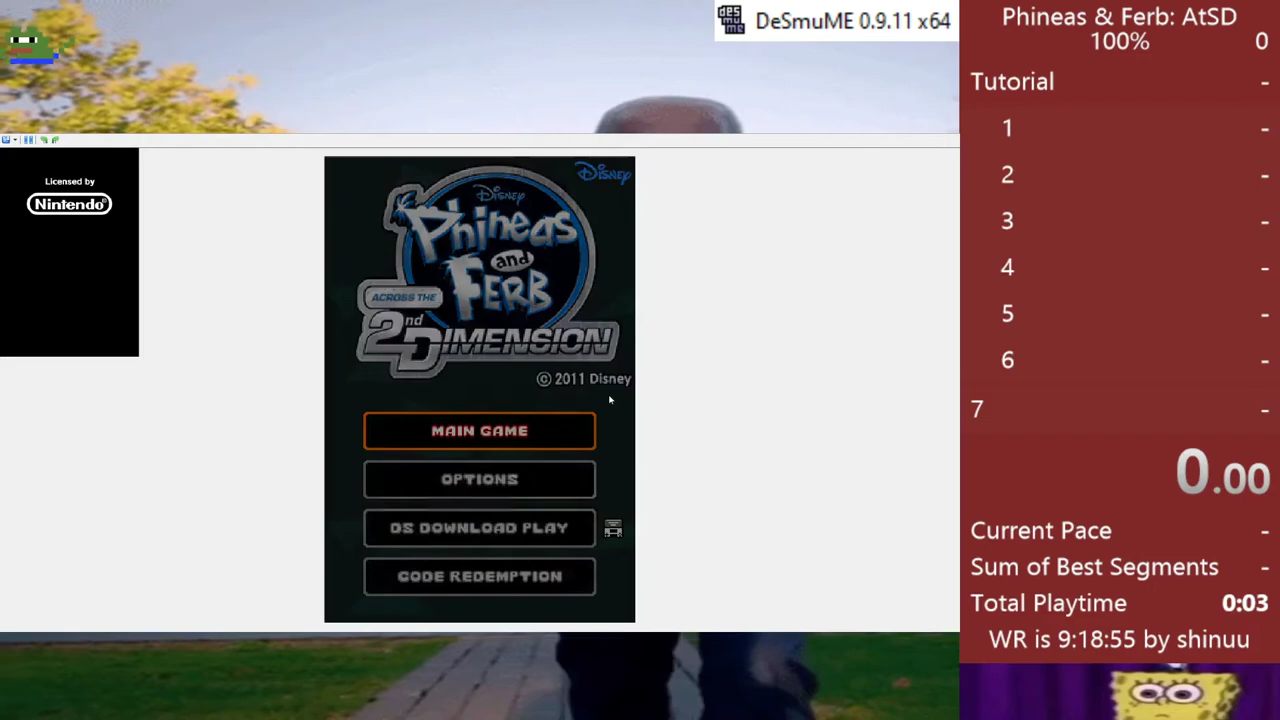 DeSmuME 0.9.11 x64
Licensed by
Nintendo
Disney
Disney
Phineas
and
Ferb
ACROSS THE
2nd
DIMENSION
© 2011 Disney
MAIN GAME
OPTIONS
DS DOWNLOAD PLAY
CODE REDEMPTION
Phineas & Ferb: AtSD
100% 0
Tutorial -
1 -
2 -
3 -
4 -
5 -
6 -
7 -
0.00
Current Pace -
Sum of Best Segments -
Total Playtime 0:03
WR is 9:18:55 by shinuu